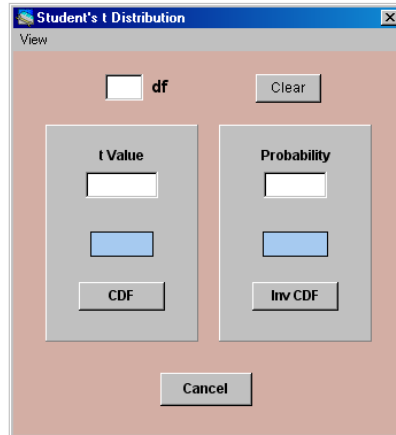 Student's t Distribution
View
df Clear
t Value Probability
CDF Inv CDF
Cancel